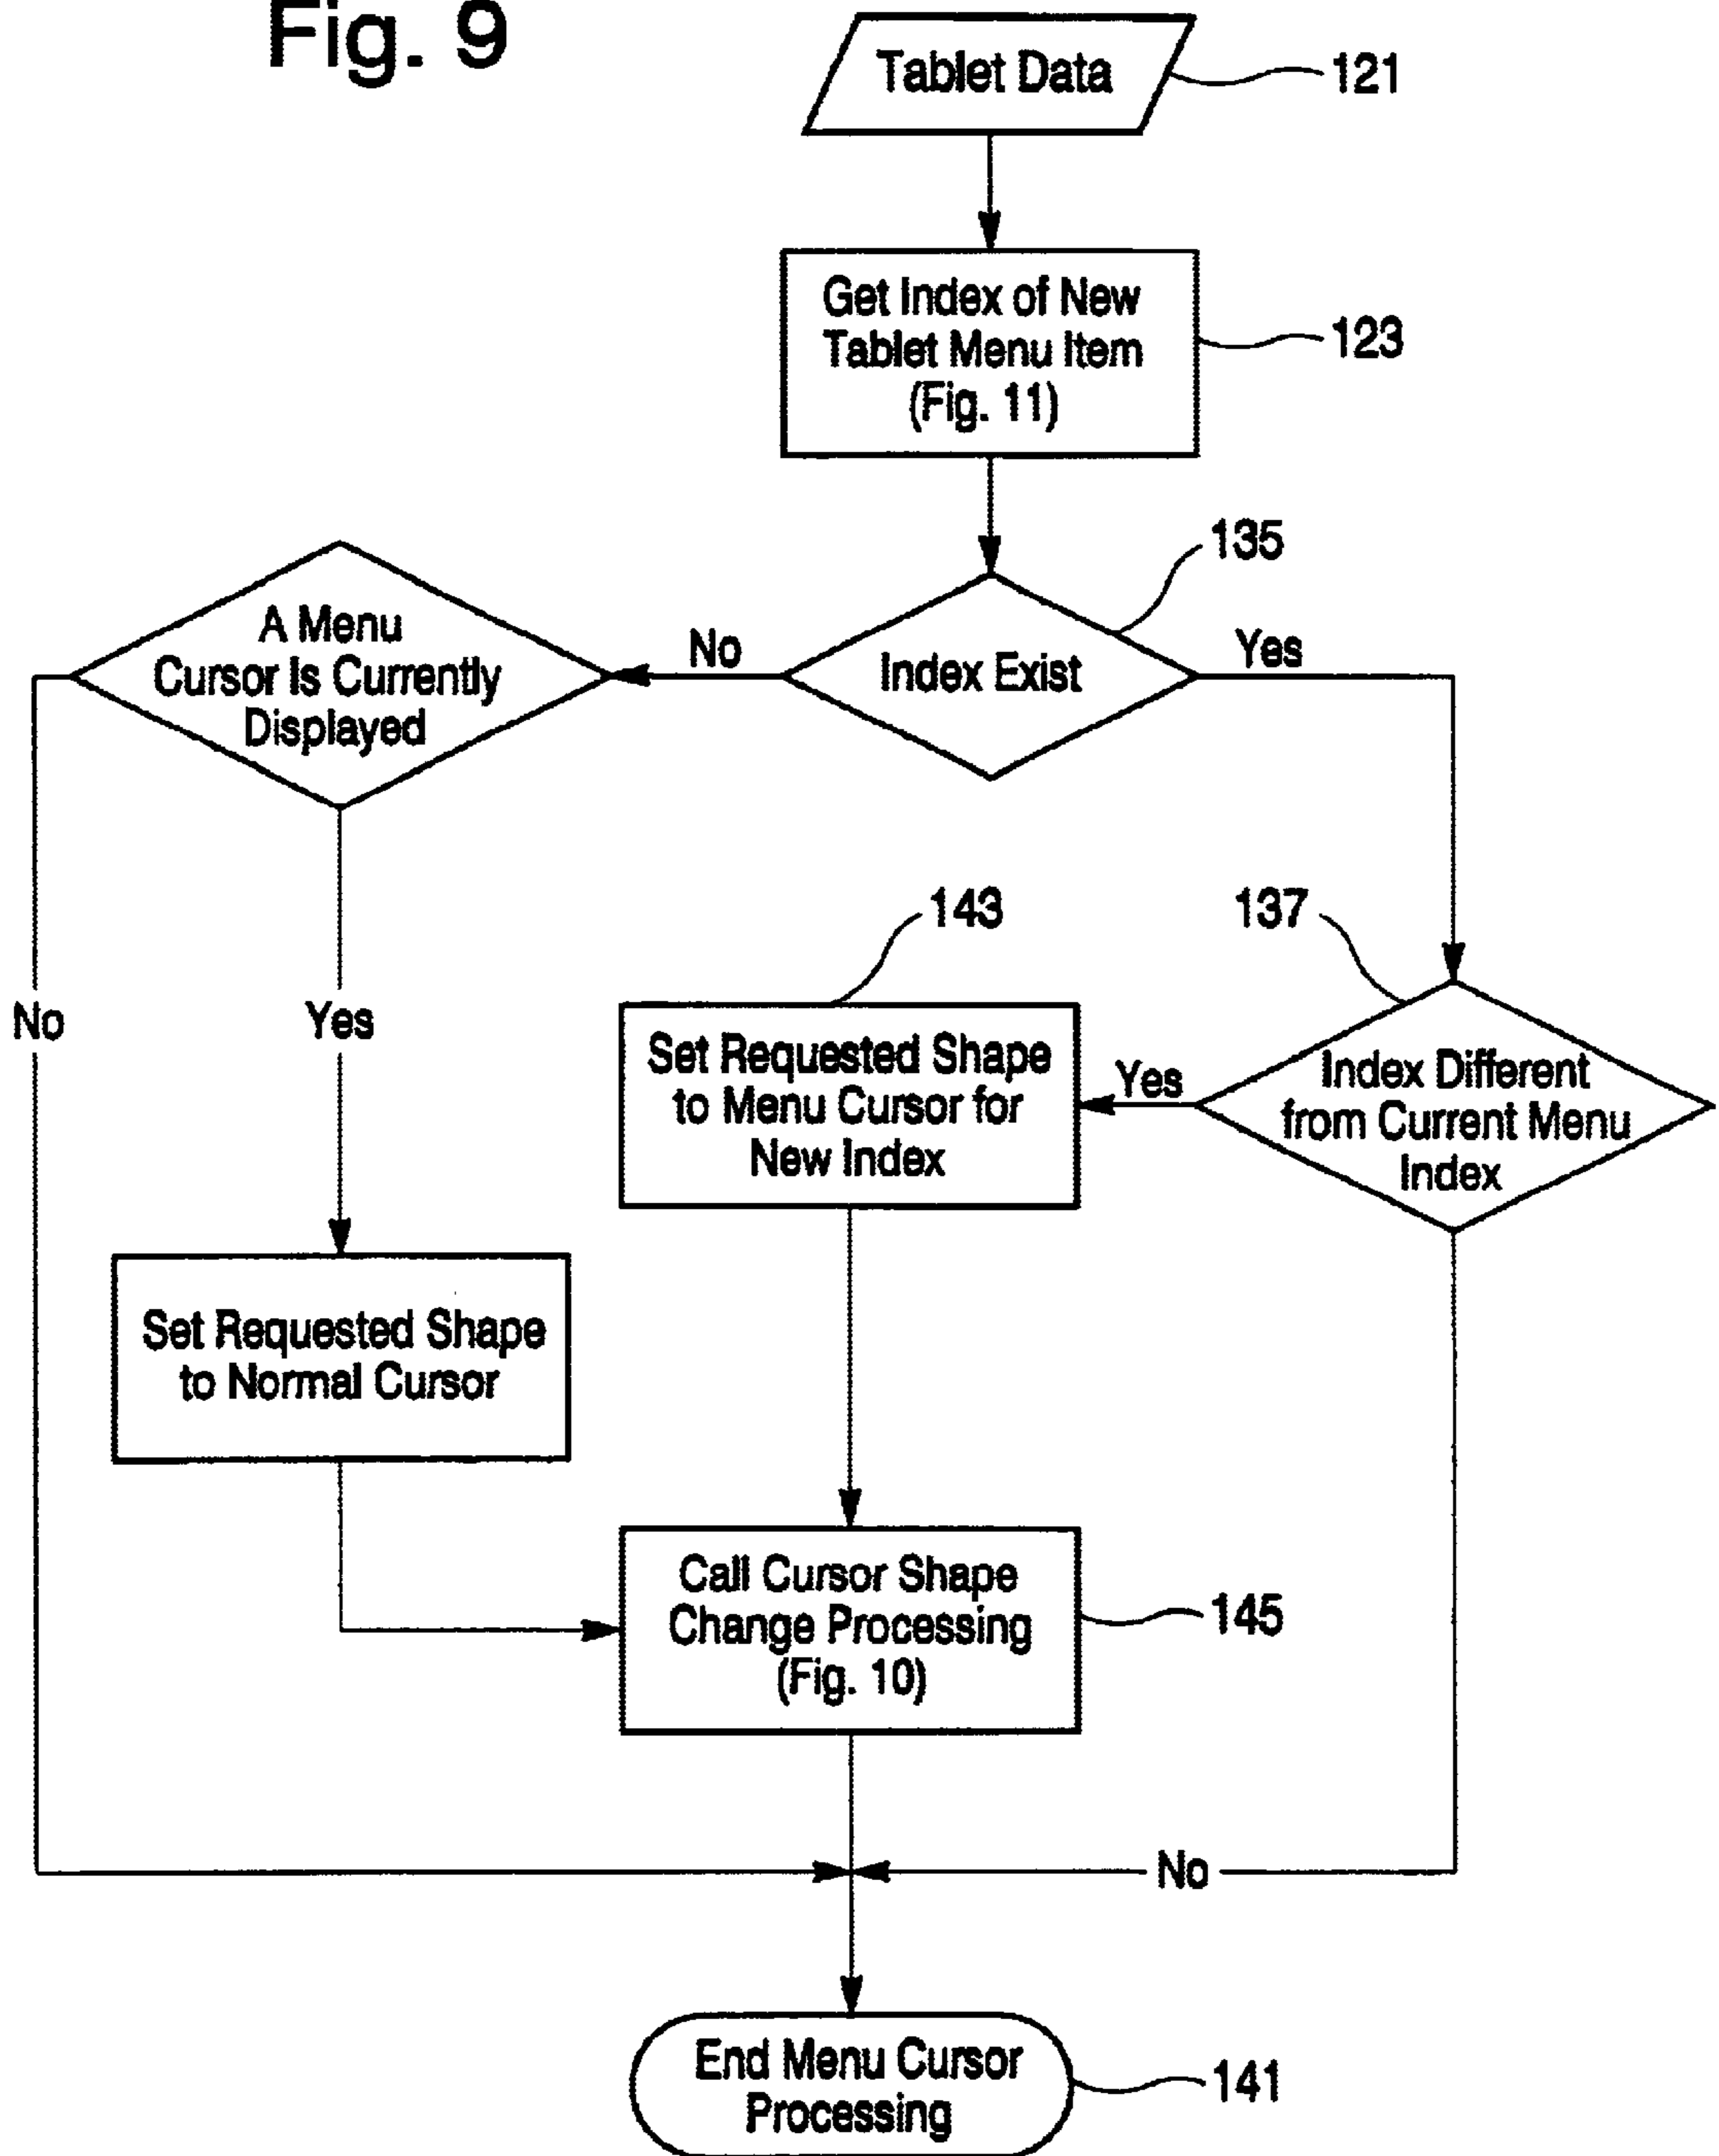 Fig. 9
Tablet Data
121
Get Index of New
Tablet Menu Item
(Fig. 11)
123
135
A Menu
Cursor Is Currently
Displayed
No
Index Exist
Yes
143
137
No
Yes
Set Requested Shape
to Menu Cursor for
New Index
Yes
Index Different
from Current Menu
Index
Set Requested Shape
to Normal Cursor
Call Cursor Shape
Change Processing
(Fig. 10)
145
No
End Menu Cursor
Processing
141